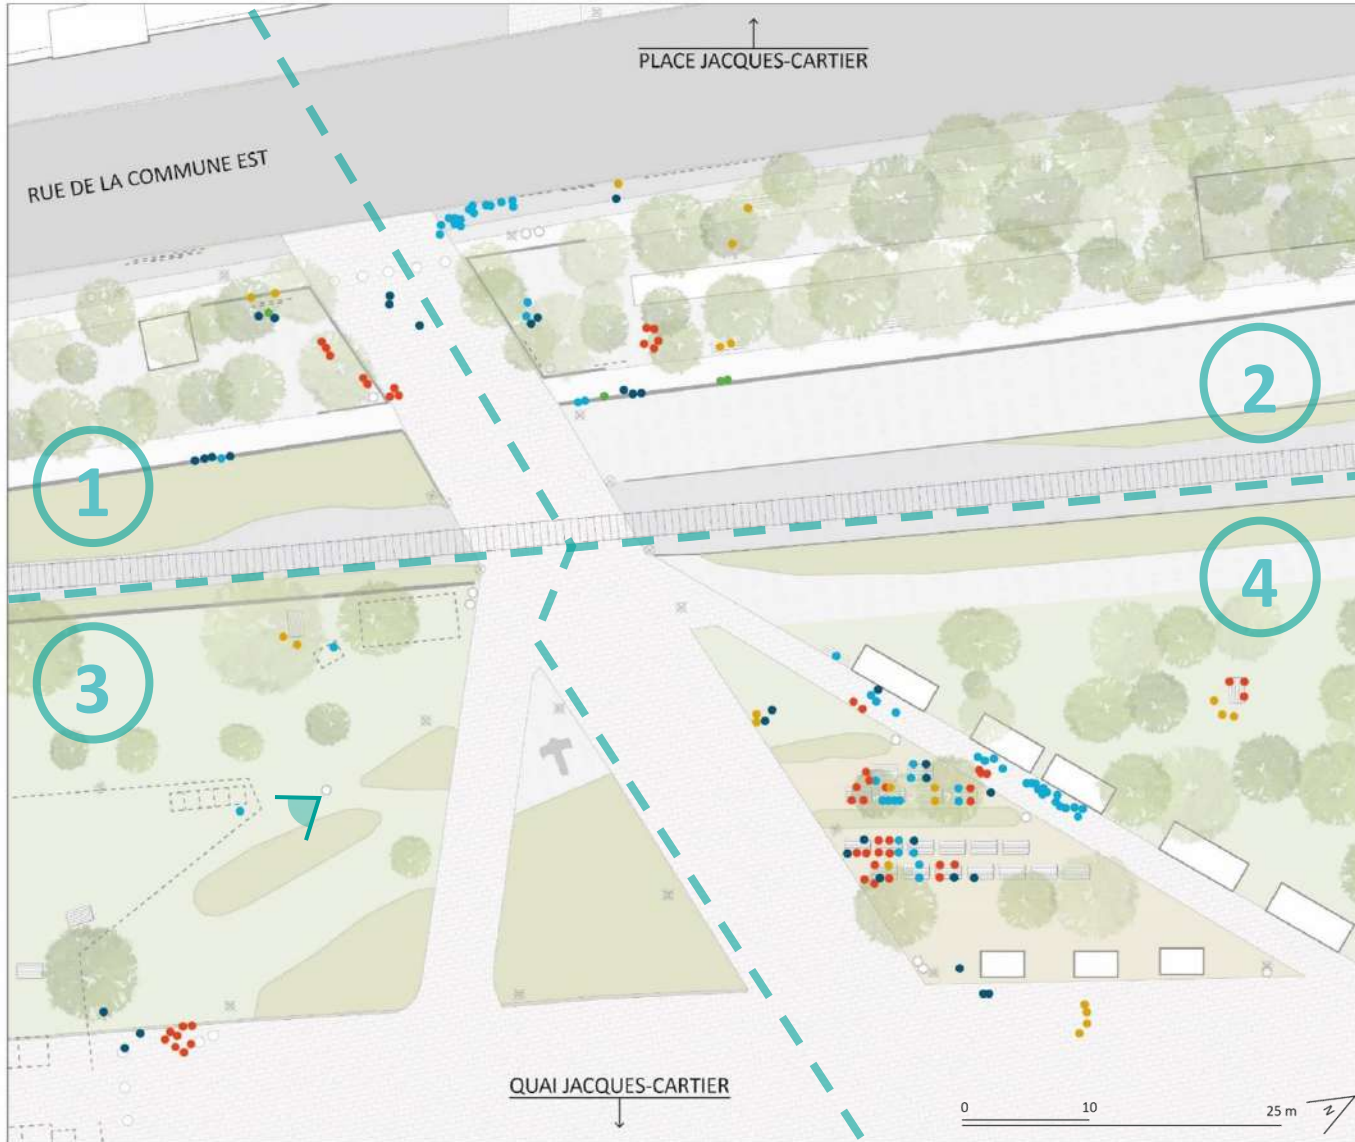 PLACE JACQUES-CARTIER
RUE DE LA COMMUNE EST
2
1
4
3
QUAI JACQUES-CARTIER
0 10 25 m
N